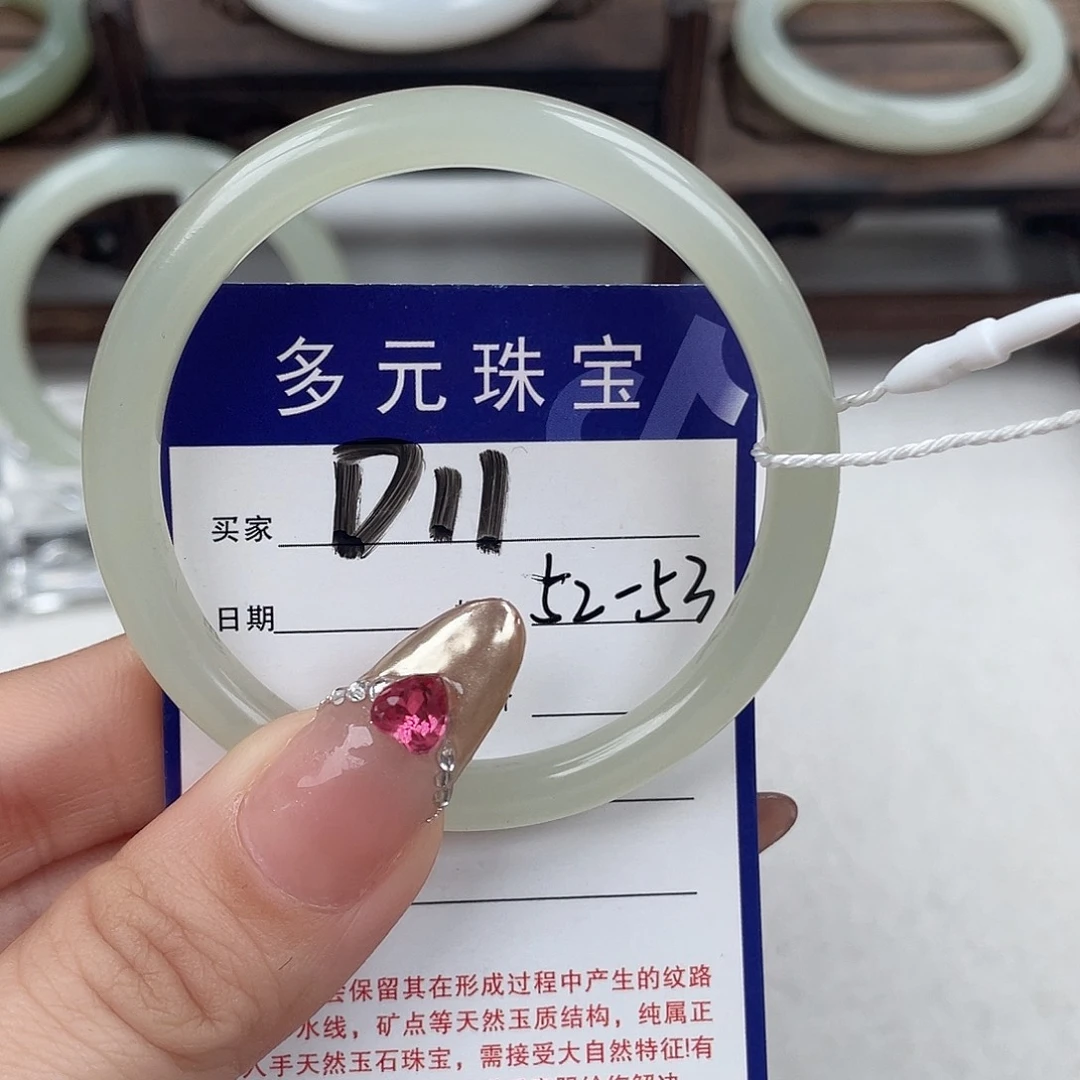 多元珠宝
买家 D11
日期 52-53
保留其在形成过程中产生的纹路
水线，矿点等天然玉质结构，纯属正
手天然玉石珠宝，需接受大自然特征!有